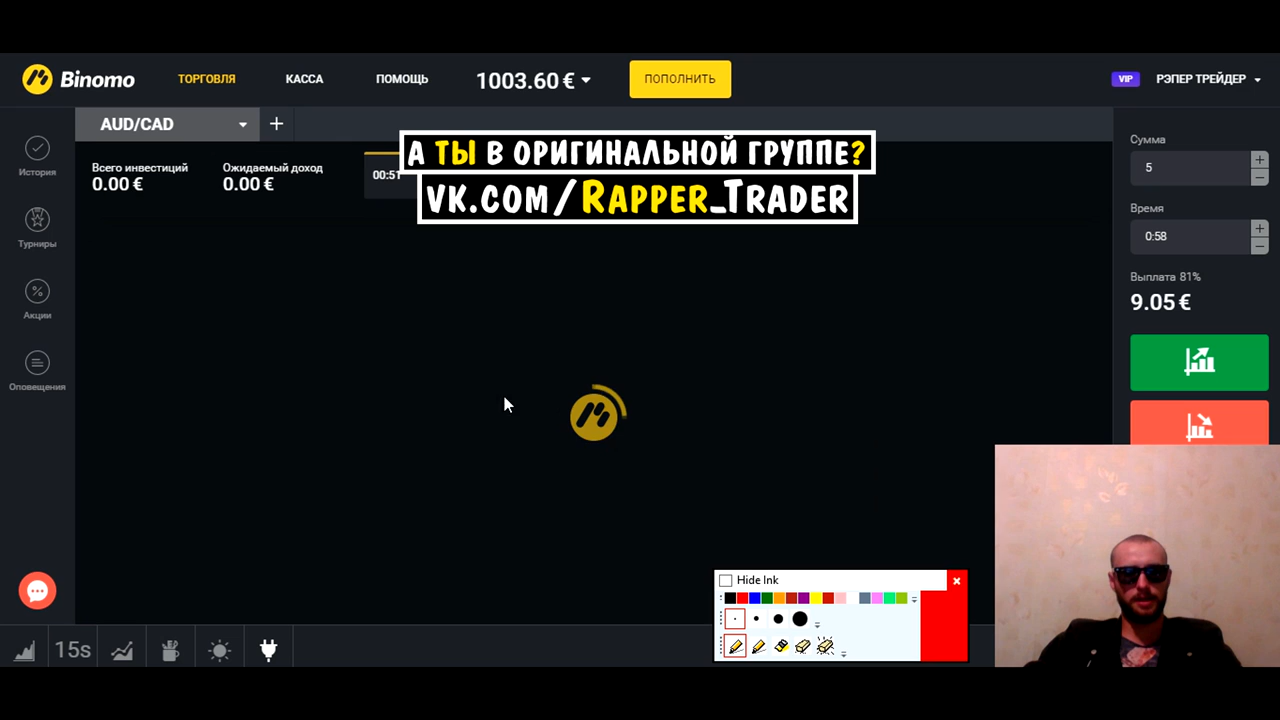 Binomo
ТОРГОВЛЯ
КАССА
ПОМОЩЬ
1003.60 €
ПОПОЛНИТЬ
VIP
РЭПЕР ТРЕЙДЕР
AUD/CAD
+
А ТЫ В ОРИГИНАЛЬНОЙ ГРУППЕ?
VK.COM/RAPPER_TRADER
История
Турниры
Акции
Оповещения
Всего инвестиций
0.00 €
Ожидаемый доход
0.00 €
00:51
Сумма
5
Время
0:58
Выплата 81%
9.05 €
Hide Ink
15s